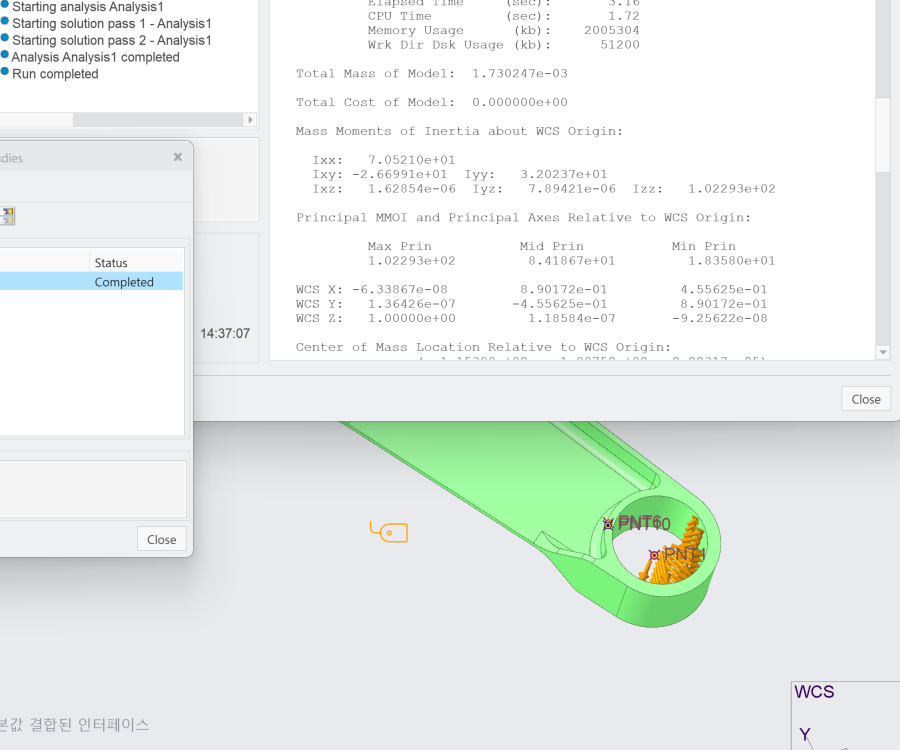 Starting analysis Analysis1
Starting solution pass 1 - Analysis1
Starting solution pass 2 - Analysis1
Analysis Analysis1 completed
Run completed
Elapsed Time (sec): 3.16
CPU Time (sec): 1.72
Memory Usage (kb): 2005304
Wrk Dir Dsk Usage (kb): 51200
Total Mass of Model: 1.730247e-03
Total Cost of Model: 0.000000e+00
Mass Moments of Inertia about WCS Origin:
Ixx: 7.05210e+01
Ixy: -2.66991e+01 Iyy: 3.20237e+01
Ixz: 1.62854e-06 Iyz: 7.89421e-06 Izz: 1.02293e+02
Principal MMOI and Principal Axes Relative to WCS Origin:
Max Prin Mid Prin Min Prin
1.02293e+02 8.41867e+01 1.83580e+01
WCS X: -6.33867e-08 8.90172e-01 4.55625e-01
WCS Y: 1.36426e-07 -4.55625e-01 8.90172e-01
WCS Z: 1.00000e+00 1.18584e-07 -9.25622e-08
Center of Mass Location Relative to WCS Origin:
Close
Status
Completed
14:37:07
Close
PNT1
결합된 인터페이스
WCS
Y